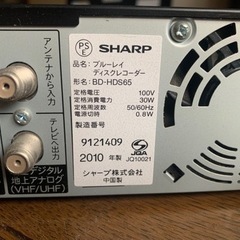 アンテナから入力
テレビへ出力
デジタル
地上アナログ
(VHF/UHF)
PS
E
SHARP
品名:ブルーレイ
ディスクレコーダー
形名:BD-HDS65
定格電圧 100V
定格消費電力 30W
定格周波数 50/60Hz
電源切時 0.8W
製造番号
9121409
2010 年製
JQA
JQ10021
シャープ株式会社
中国製